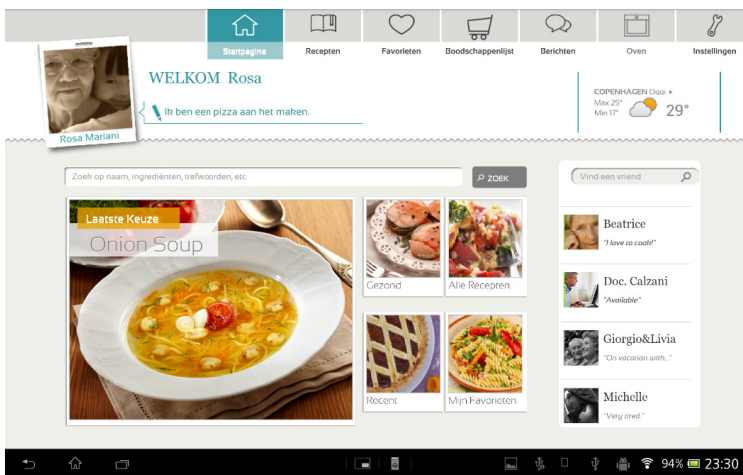 Startpagina
Recepten
Favorieten
Boodschappenlijst
Berichten
Oven
Instellingen
Rosa Mariani
WELKOM Rosa
Ik ben een pizza aan het maken.
COPENHAGEN Oggi
Max 25°
Min 17°
29°
Zoek op naam, ingrediënten, trefwoorden, etc
ZOEK
Laatste Keuze
Onion Soup
Gezond
Alle Recepten
Recent
Mijn Favorieten
Vind een vriend
Beatrice
"I love to cook!"
Doc. Calzani
"Available"
Giorgio&Livia
"On vacation with..."
Michelle
"Very tired."
94%
23:30